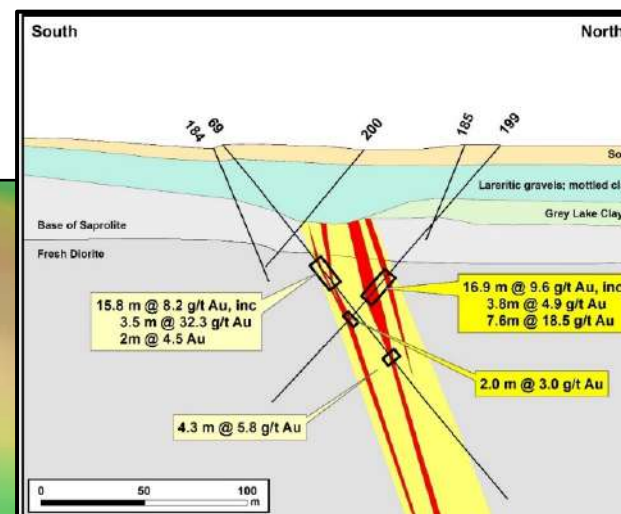 South
North
184
69
200
185
199
So
Lareritic gravels; mottled cl
Grey Lake Clay
Base of Saprolite
Fresh Diorite
15.8 m @ 8.2 g/t Au, inc
3.5 m @ 32.3 g/t Au
2m @ 4.5 Au
16.9 m @ 9.6 g/t Au, inc
3.8m @ 4.9 g/t Au
7.6m @ 18.5 g/t Au
2.0 m @ 3.0 g/t Au
4.3 m @ 5.8 g/t Au
0 50 100
m